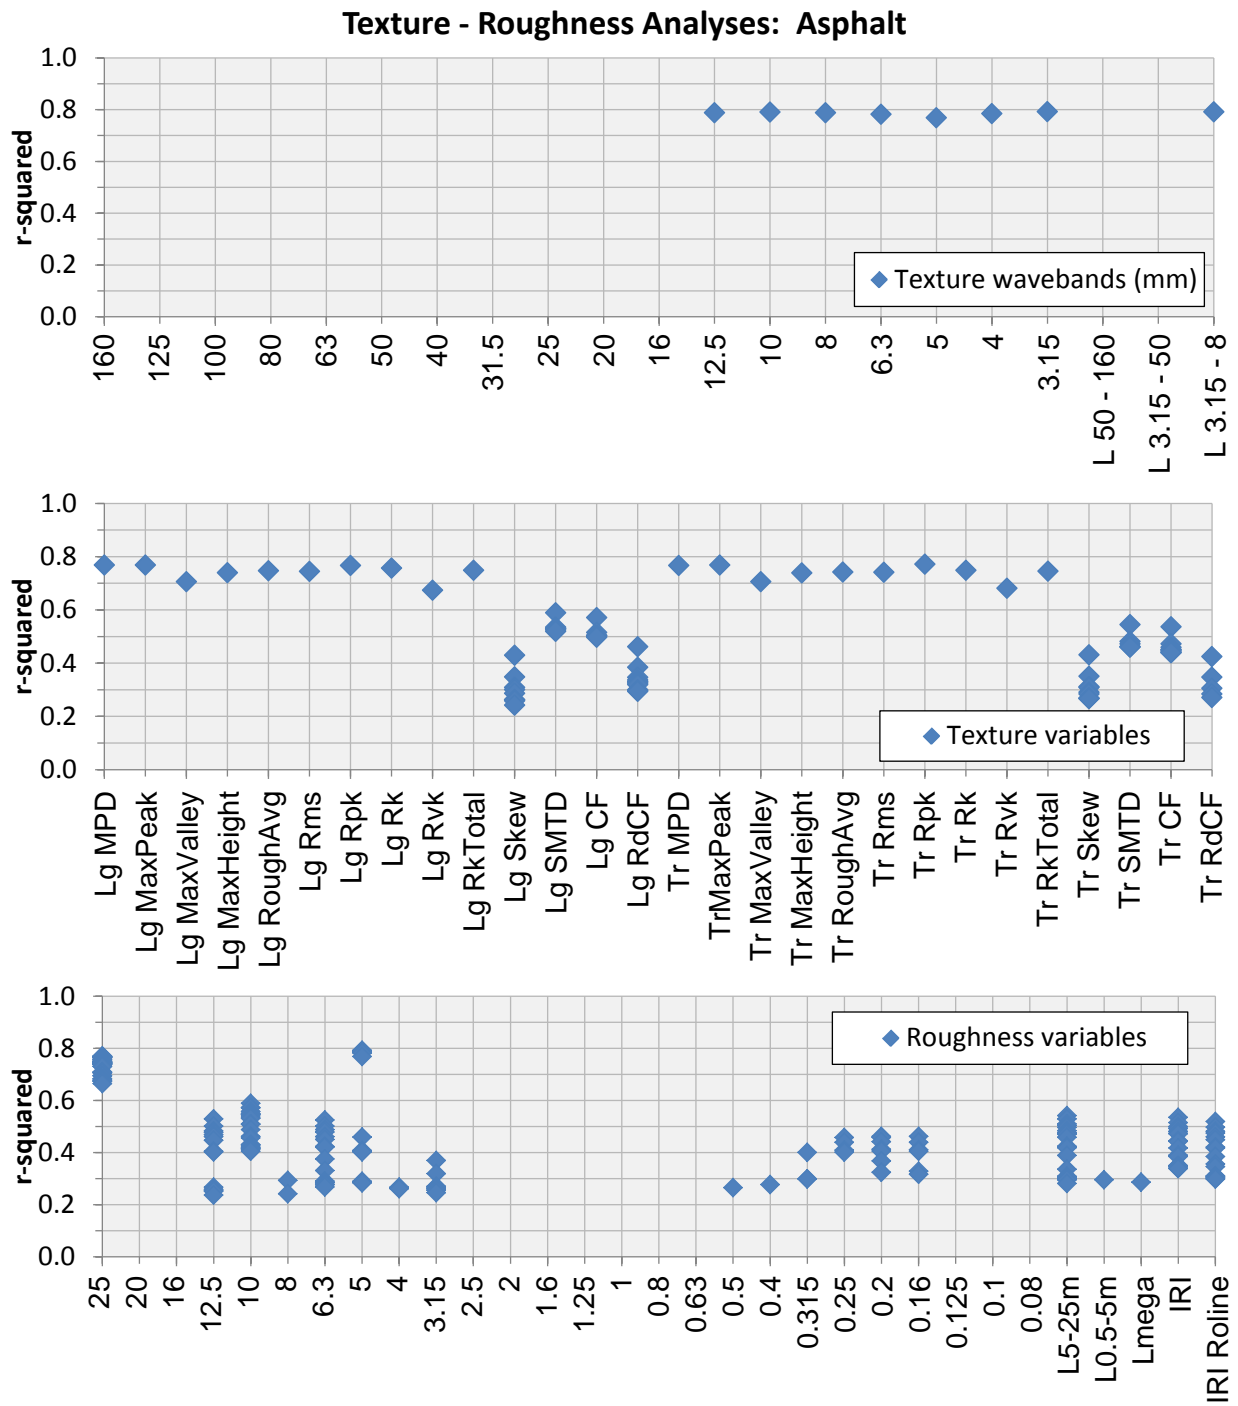 Texture - Roughness Analyses: Asphalt
1.0
0.8
0.6
0.4
0.2
0.0
r-squared
Texture wavebands (mm)
160
125
100
80
63
50
40
31.5
25
20
16
12.5
10
8
6.3
5
4
3.15
L 50 - 160
L 3.15 - 50
L 3.15 - 8
1.0
0.8
0.6
0.4
0.2
0.0
r-squared
Texture variables
Lg MPD
Lg MaxPeak
Lg MaxValley
Lg MaxHeight
Lg RoughAvg
Lg Rms
Lg Rpk
Lg Rk
Lg Rvk
Lg RkTotal
Lg Skew
Lg SMTD
Lg CF
Lg RdCF
Tr MPD
TrMaxPeak
Tr MaxValley
Tr MaxHeight
Tr RoughAvg
Tr Rms
Tr Rpk
Tr Rk
Tr Rvk
Tr RkTotal
Tr Skew
Tr SMTD
Tr CF
Tr RdCF
1.0
0.8
0.6
0.4
0.2
0.0
r-squared
Roughness variables
25
20
16
12.5
10
8
6.3
5
4
3.15
2.5
2
1.6
1.25
1
0.8
0.63
0.5
0.4
0.315
0.25
0.2
0.16
0.125
0.1
0.08
L5-25m
L0.5-5m
Lmega
IRI
IRI Roline